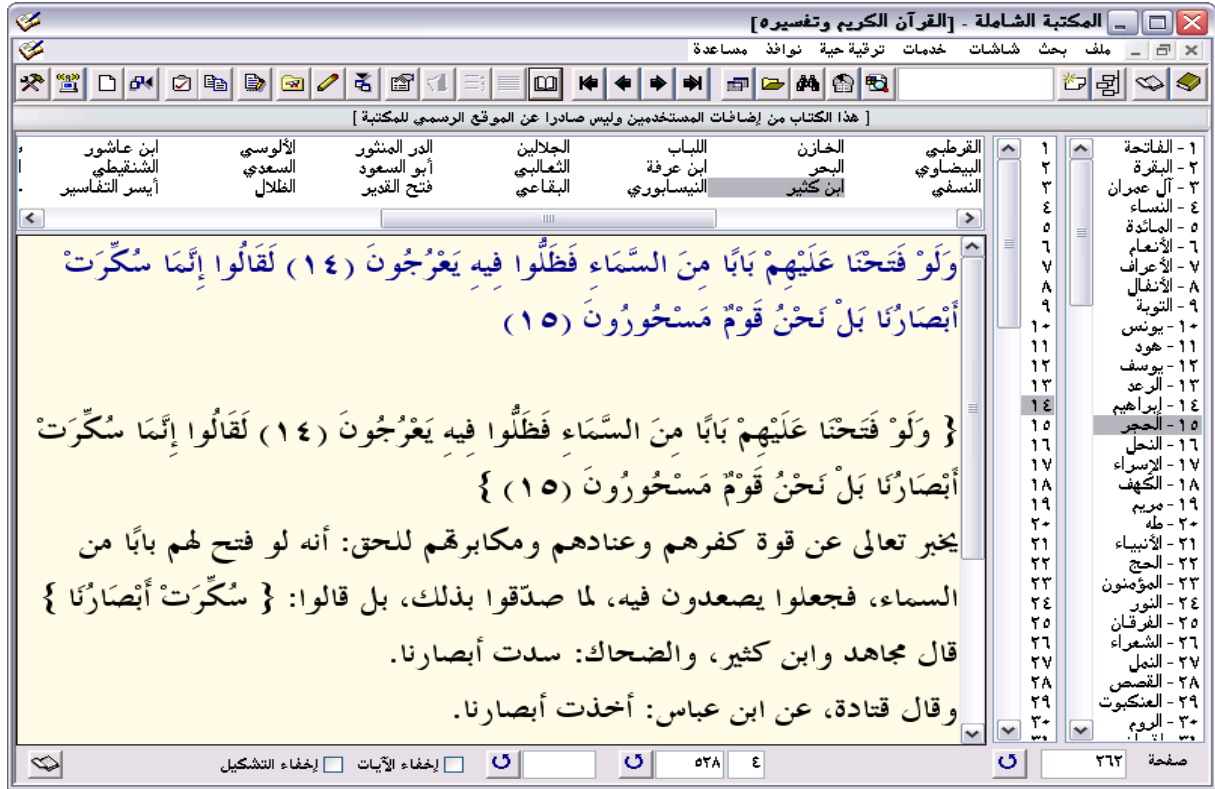 المكتبة الشاملة - [القرآن الكريم وتفسيره]
ملف بحث شاشات خدمات ترقية حية نوافذ مساعدة
[ هذا الكتاب من إضافات المستخدمين وليس صادرا عن الموقع الرسمي للمكتبة ]
القرطبي الخازن اللباب الجلالين الدر المنثور الألوسي ابن عاشور
البيضاوي البحر ابن عرفة الثعالبي أبو السعود السعدي الشنقيطي
النسفي ابن كثير النيسابوري البقاعي فتح القدير الظلال أيسر التفاسير
١ - الفاتحة
٢ - البقرة
٣ - آل عمران
٤ - النساء
٥ - المائدة
٦ - الأنعام
٧ - الأعراف
٨ - الأنفال
٩ - التوبة
١٠ - يونس
١١ - هود
١٢ - يوسف
١٣ - الرعد
١٤ - إبراهيم
١٥ - الحجر
١٦ - النحل
١٧ - الإسراء
١٨ - الكهف
١٩ - مريم
٢٠ - طه
٢١ - الأنبياء
٢٢ - الحج
٢٣ - المؤمنون
٢٤ - النور
٢٥ - الفرقان
٢٦ - الشعراء
٢٧ - النمل
٢٨ - القصص
٢٩ - العنكبوت
٣٠ - الروم
١
٢
٣
٤
٥
٦
٧
٨
٩
١٠
١١
١٢
١٣
١٤
١٥
١٦
١٧
١٨
١٩
٢٠
٢١
٢٢
٢٣
٢٤
٢٥
٢٦
٢٧
٢٨
٢٩
٣٠
وَلَوْ فَتَحْنَا عَلَيْهِمْ بَابًا مِنَ السَّمَاءِ فَظَلُّوا فِيهِ يَعْرُجُونَ (١٤) لَقَالُوا إِنَّمَا سُكِّرَتْ
أَبْصَارُنَا بَلْ نَحْنُ قَوْمٌ مَسْحُورُونَ (١٥)
{ وَلَوْ فَتَحْنَا عَلَيْهِمْ بَابًا مِنَ السَّمَاءِ فَظَلُّوا فِيهِ يَعْرُجُونَ (١٤) لَقَالُوا إِنَّمَا سُكِّرَتْ
أَبْصَارُنَا بَلْ نَحْنُ قَوْمٌ مَسْحُورُونَ (١٥) }
يخبر تعالى عن قوة كفرهم وعنادهم ومكابرتهم للحق: أنه لو فتح لهم بابًا من
السماء، فجعلوا يصعدون فيه، لما صدّقوا بذلك، بل قالوا: { سُكِّرَتْ أَبْصَارُنَا }
قال مجاهد وابن كثير، والضحاك: سدت أبصارنا.
وقال قتادة، عن ابن عباس: أخذت أبصارنا.
صفحة ٢٦٢ ٤ ٥٢٨ إخفاء الآيات إخفاء التشكيل